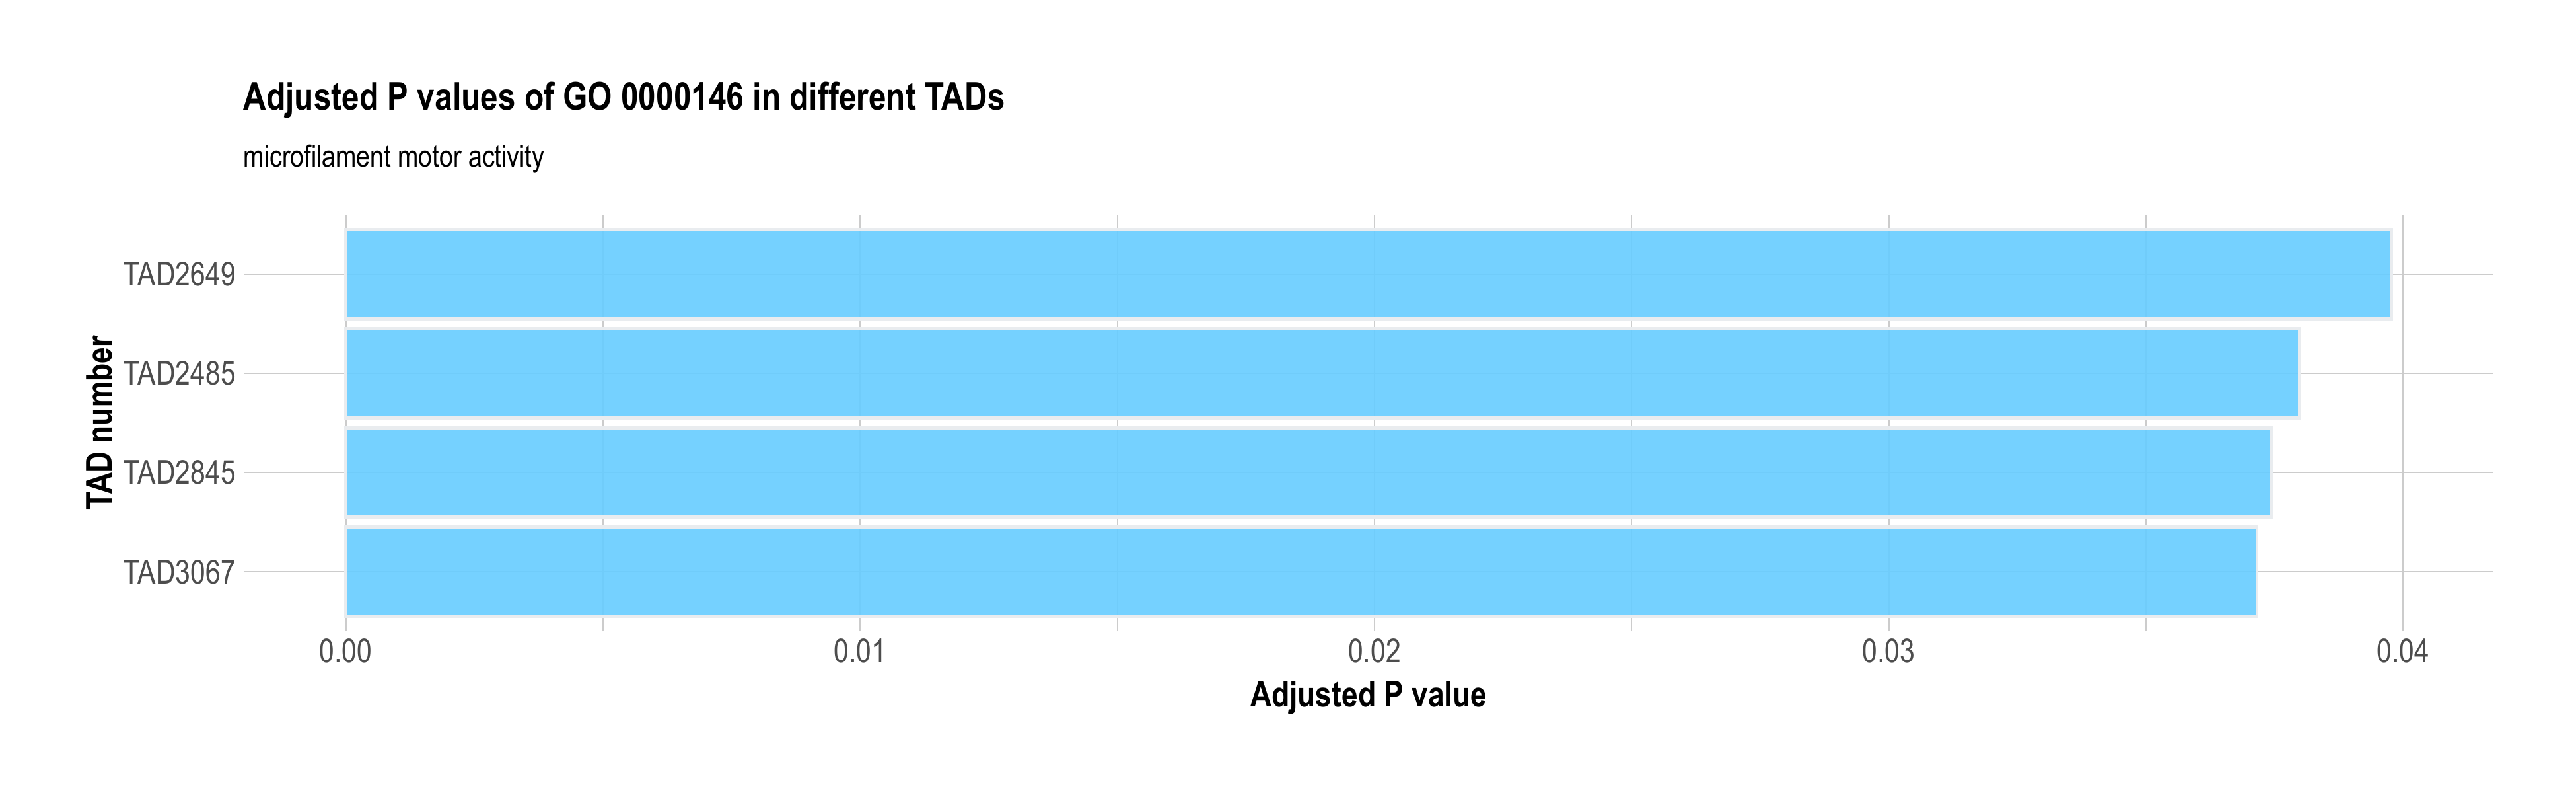 Adjusted P values of GO 0000146 in different TADs
microfilament motor activity
TAD number
TAD2649
TAD2485
TAD2845
TAD3067
0.00 0.01 0.02 0.03 0.04
Adjusted P value